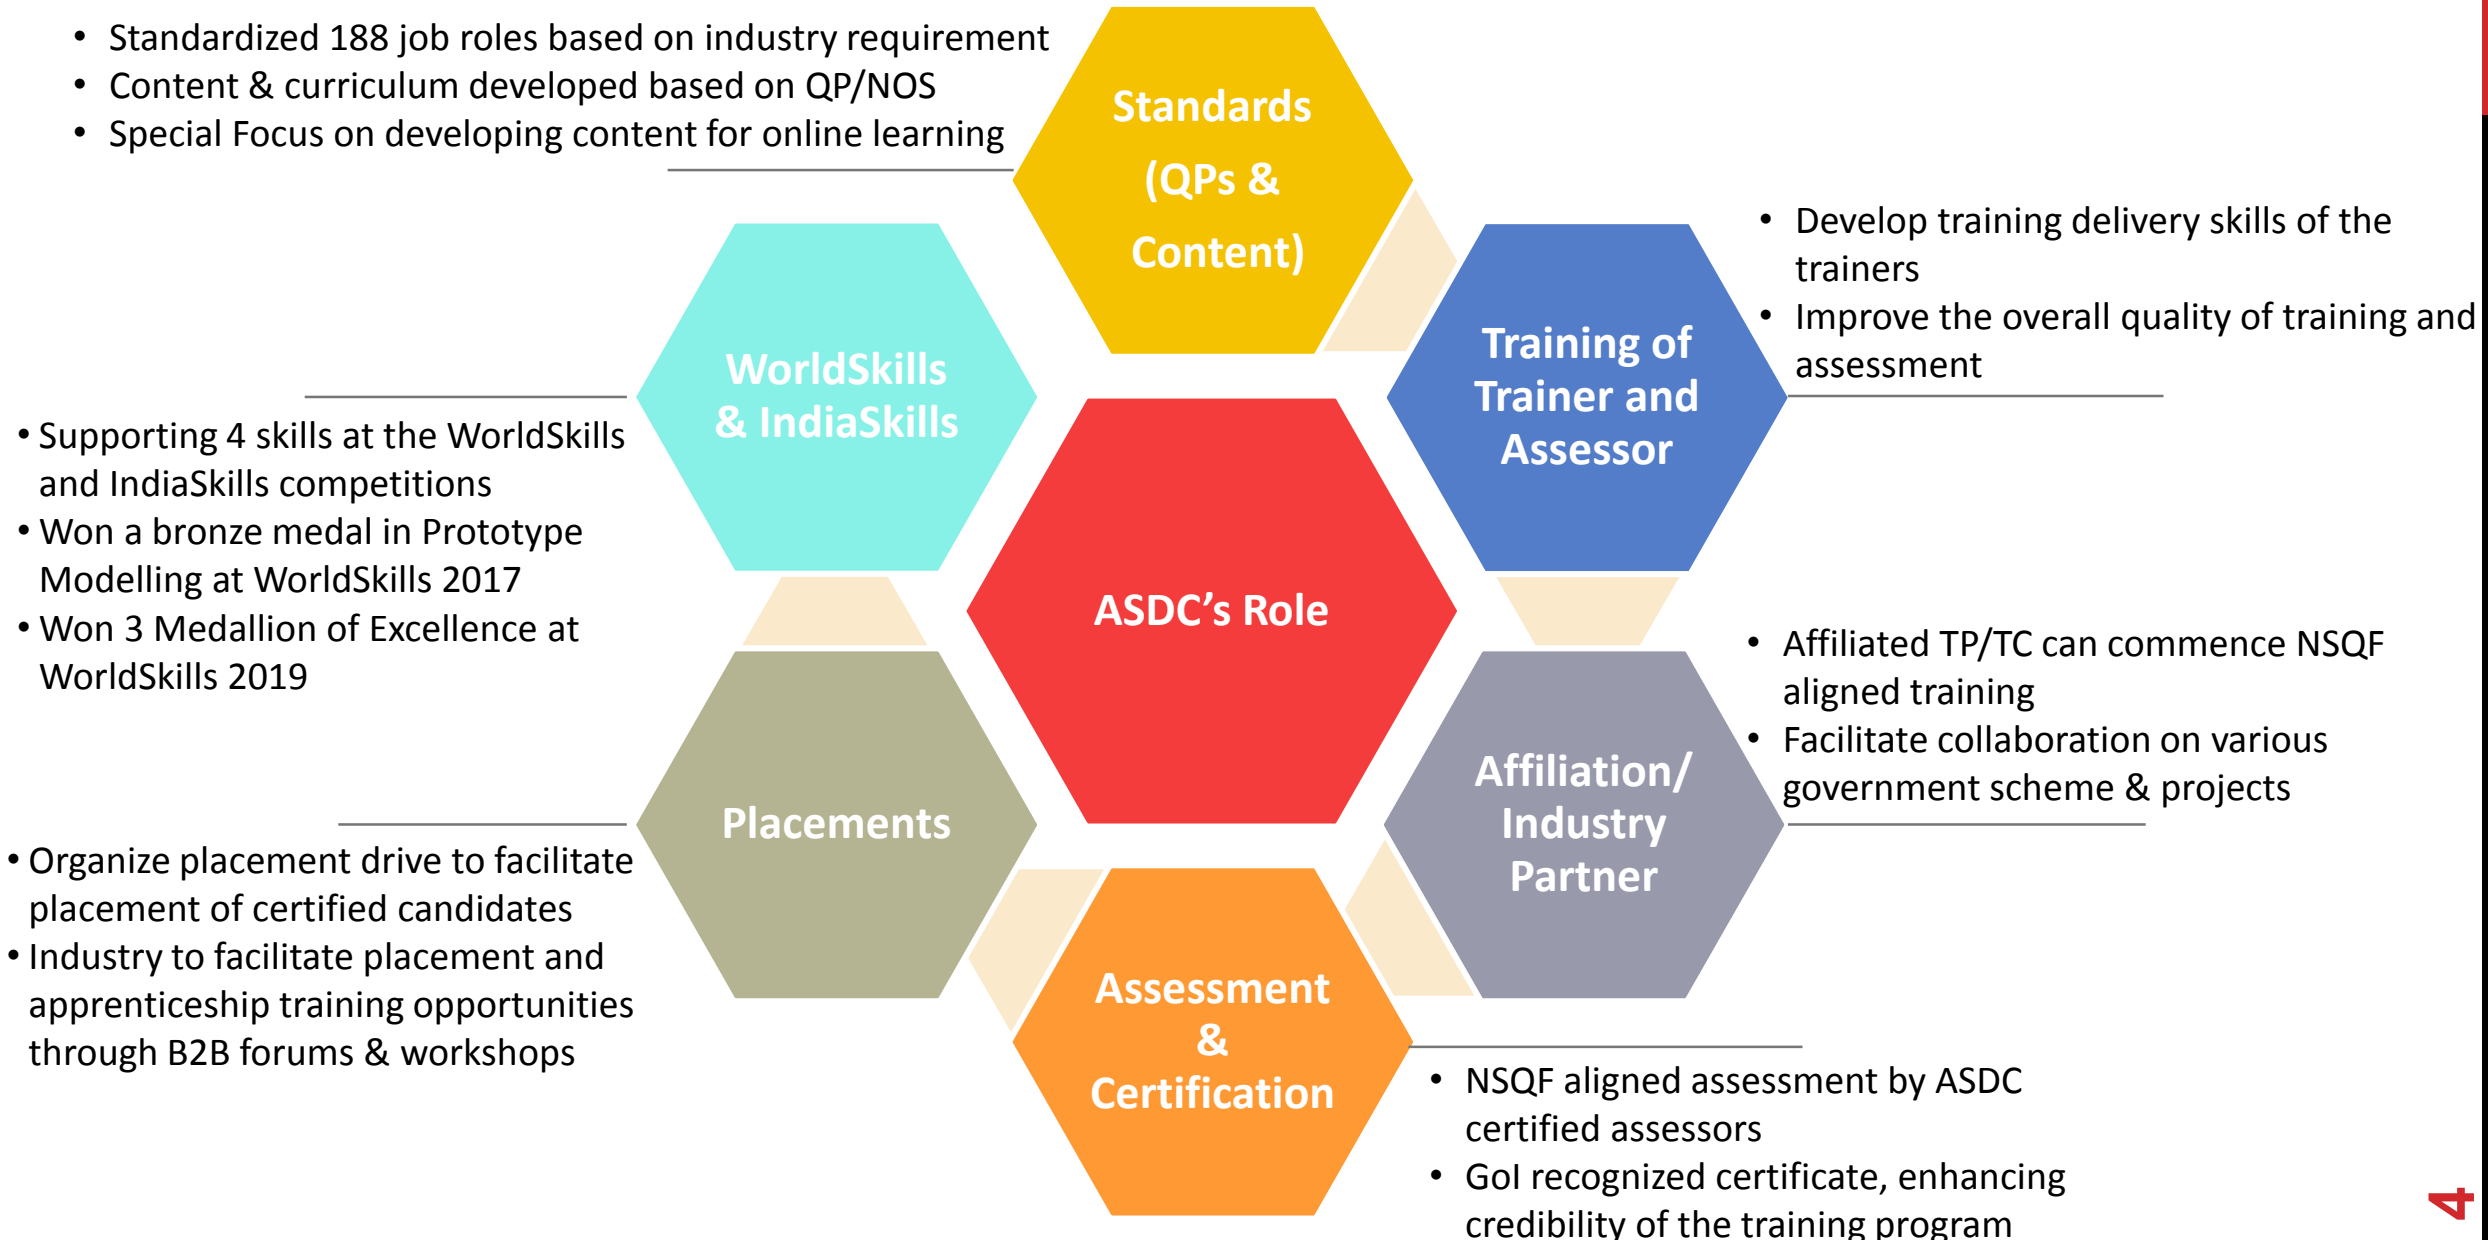 • Standardized 188 job roles based on industry requirement
• Content & curriculum developed based on QP/NOS
• Special Focus on developing content for online learning
Standards
(QPs &
Content)
• Develop training delivery skills of the
trainers
• Improve the overall quality of training and
assessment
Training of
Trainer and
Assessor
WorldSkills
& IndiaSkills
• Supporting 4 skills at the WorldSkills
and IndiaSkills competitions
• Won a bronze medal in Prototype
Modelling at WorldSkills 2017
• Won 3 Medallion of Excellence at
WorldSkills 2019
ASDC’s Role
• Affiliated TP/TC can commence NSQF
aligned training
• Facilitate collaboration on various
government scheme & projects
Affiliation/
Industry
Partner
Placements
• Organize placement drive to facilitate
placement of certified candidates
• Industry to facilitate placement and
apprenticeship training opportunities
through B2B forums & workshops
Assessment
&
Certification
• NSQF aligned assessment by ASDC
certified assessors
• GoI recognized certificate, enhancing
credibility of the training program
4